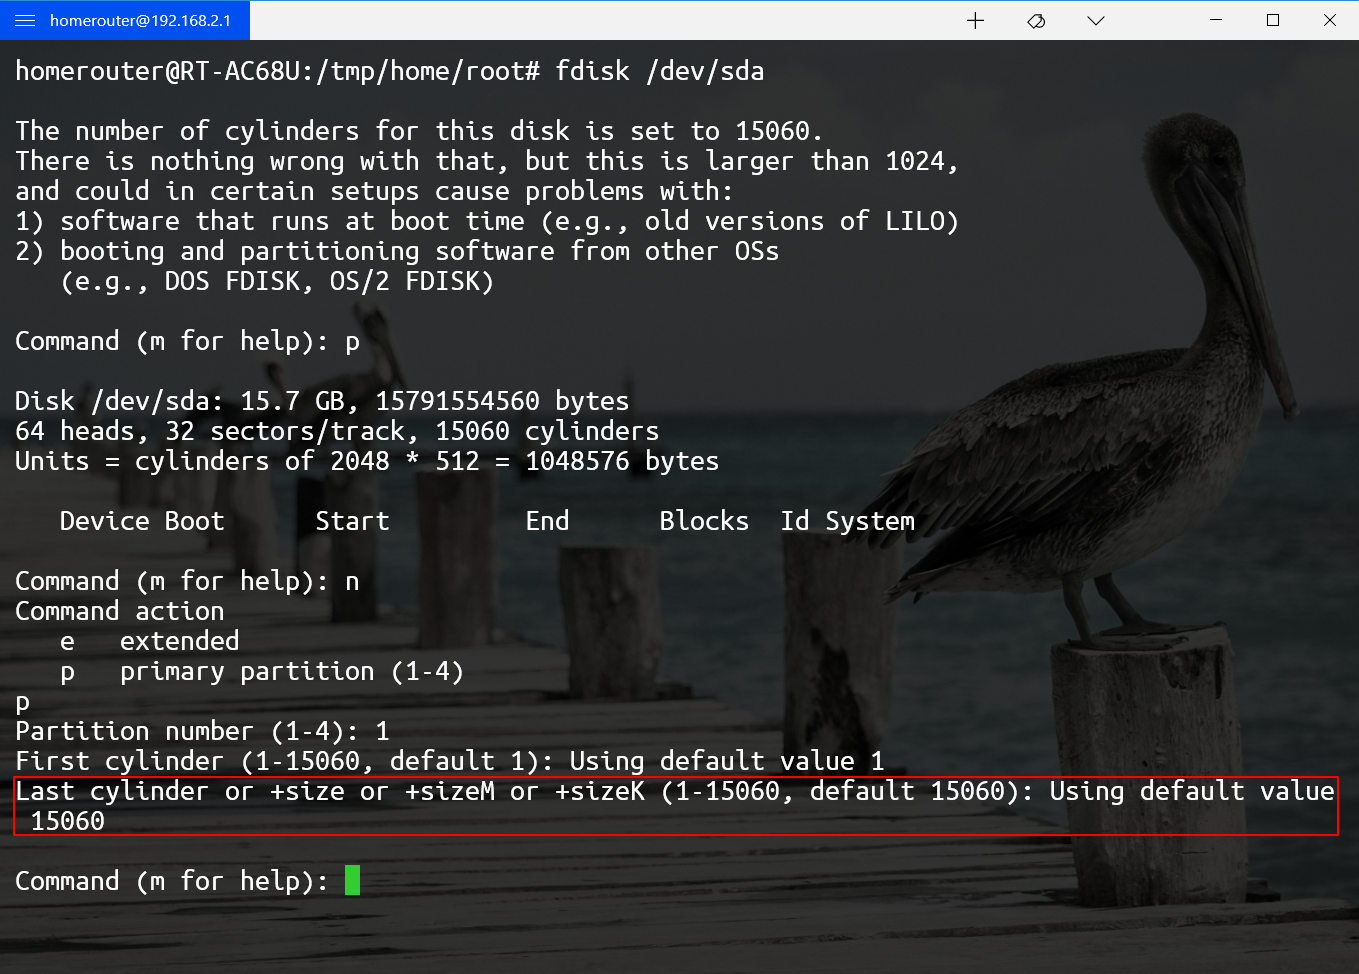 homerouter@192.168.2.1
homerouter@RT-AC68U:/tmp/home/root# fdisk /dev/sda
The number of cylinders for this disk is set to 15060.
There is nothing wrong with that, but this is larger than 1024,
and could in certain setups cause problems with:
1) software that runs at boot time (e.g., old versions of LILO)
2) booting and partitioning software from other OSs
   (e.g., DOS FDISK, OS/2 FDISK)
Command (m for help): p
Disk /dev/sda: 15.7 GB, 15791554560 bytes
64 heads, 32 sectors/track, 15060 cylinders
Units = cylinders of 2048 * 512 = 1048576 bytes
   Device Boot      Start         End      Blocks  Id System
Command (m for help): n
Command action
   e   extended
   p   primary partition (1-4)
p
Partition number (1-4): 1
First cylinder (1-15060, default 1): Using default value 1
Last cylinder or +size or +sizeM or +sizeK (1-15060, default 15060): Using default value
 15060
Command (m for help):